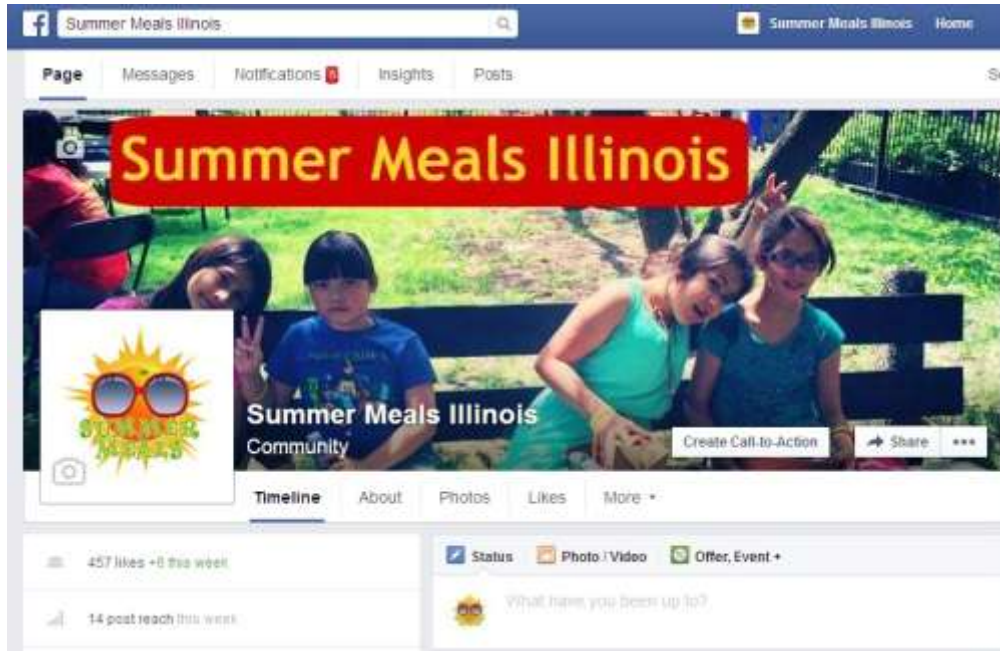 Summer Meals Illinois
Summer Meals Illinois Home
Page Messages Notifications Insights Posts
Summer Meals Illinois
SUMMER
MEALS
Summer Meals Illinois
Community
Create Call-to-Action Share
Timeline About Photos Likes More
457 likes +6 this week
Status Photo / Video Offer, Event +
14 post reach this week
What have you been up to?